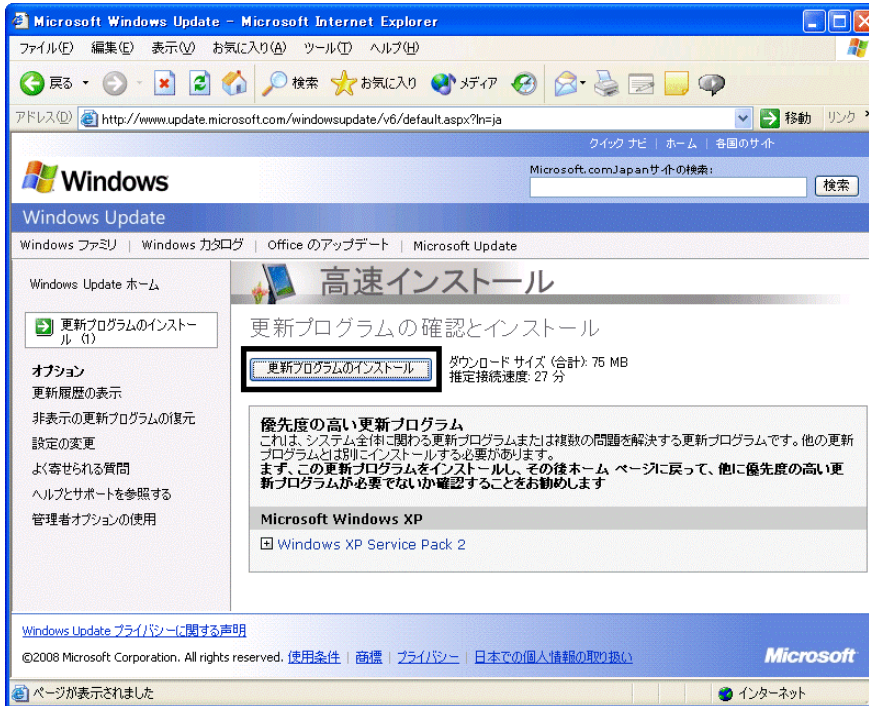 Microsoft Windows Update - Microsoft Internet Explorer
ファイル(F) 編集(E) 表示(V) お気に入り(A) ツール(T) ヘルプ(H)
戻る 検索 お気に入り メディア
アドレス(D) http://www.update.microsoft.com/windowsupdate/v6/default.aspx?ln=ja 移動 リンク
クイック ナビ | ホーム | 各国のサイト
Windows
Microsoft.comJapanサイトの検索:
検索
Windows Update
Windows ファミリ | Windows カタログ | Office のアップデート | Microsoft Update
Windows Update ホーム
更新プログラムのインストー
ル (1)
オプション
更新履歴の表示
非表示の更新プログラムの復元
設定の変更
よく寄せられる質問
ヘルプとサポートを参照する
管理者オプションの使用
高速インストール
更新プログラムの確認とインストール
更新プログラムのインストール
ダウンロード サイズ (合計): 75 MB
推定接続速度: 27 分
優先度の高い更新プログラム
これは、システム全体に関わる更新プログラムまたは複数の問題を解決する更新プログラムです。他の更新
プログラムとは別にインストールする必要があります。
まず、この更新プログラムをインストールし、その後ホーム ページに戻って、他に優先度の高い更
新プログラムが必要でないか確認することをお勧めします
Microsoft Windows XP
Windows XP Service Pack 2
Windows Update プライバシーに関する声明
©2008 Microsoft Corporation. All rights reserved. 使用条件 | 商標 | プライバシー | 日本での個人情報の取り扱い
Microsoft
ページが表示されました
インターネット